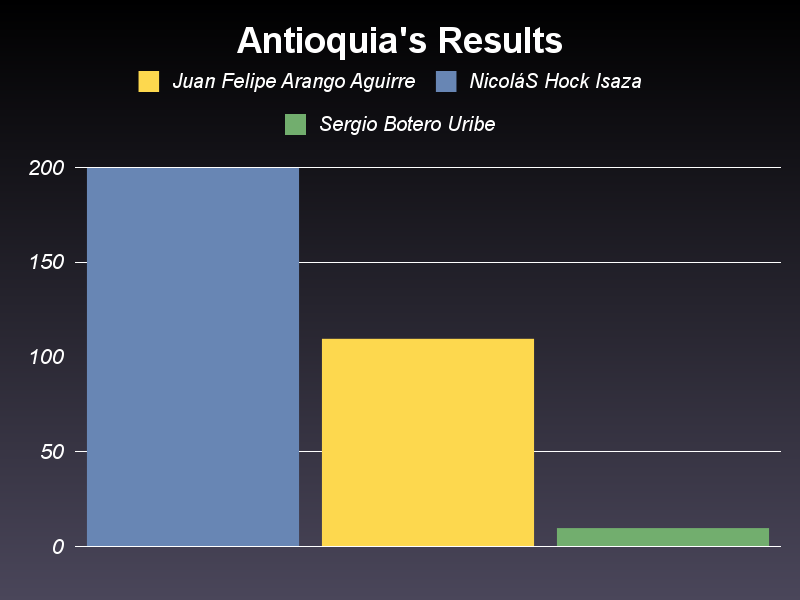 Antioquia's Results
Juan Felipe Arango Aguirre NicoláS Hock Isaza
Sergio Botero Uribe
200
150
100
50
0